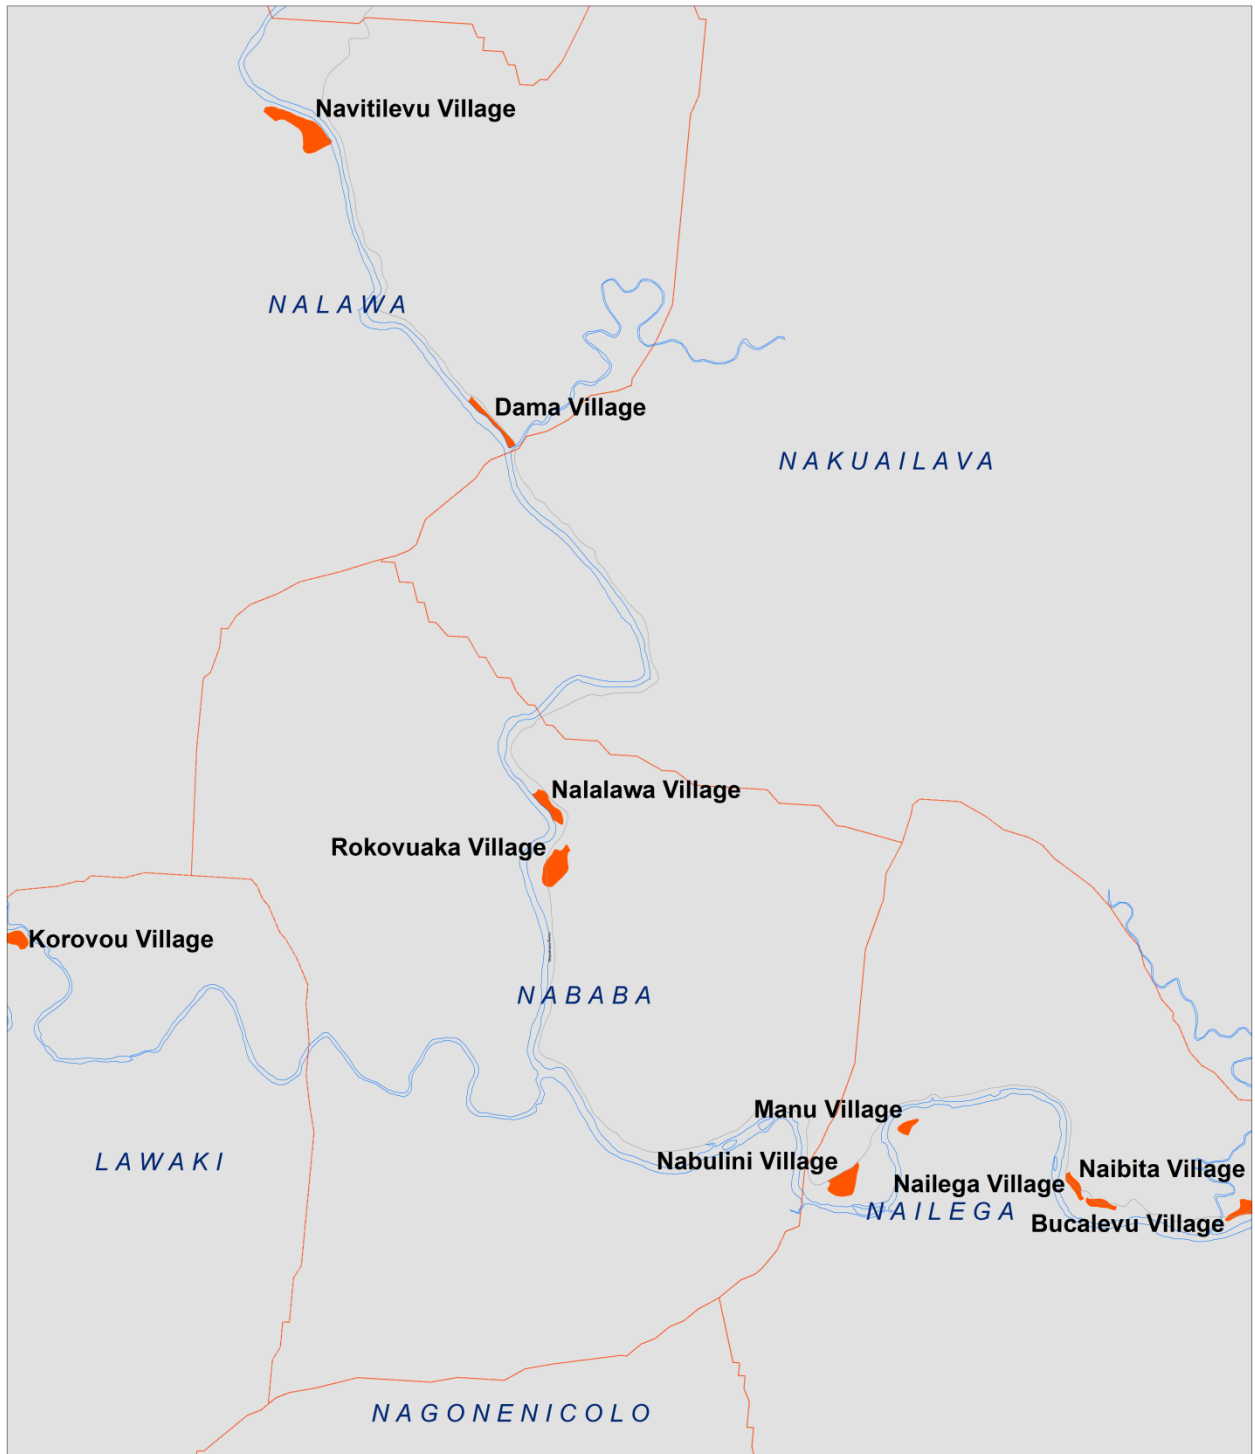 Navitilevu Village
NALAWA
Dama Village
NAKUAILAVA
Nalalawa Village
Rokovuaka Village
Korovou Village
NABABA
Manu Village
Nabulini Village
LAWAKI
Naibita Village
Nailega Village
NAILEGA
Bucalevu Village
NAGONENICOLO